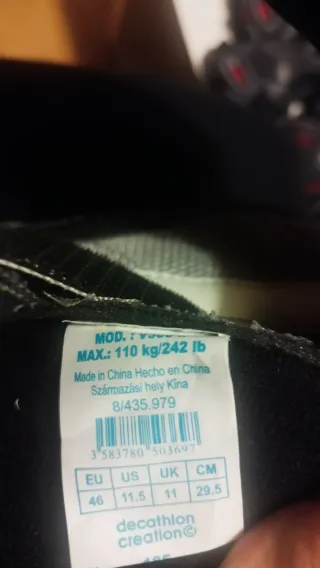 MOD. :
MAX.: 110 kg/242 lb
Made in China Hecho en China
Származási hely Kína
8/435.979
3 583780 503697
EU US UK CM
46 11.5 11 29.5
decathlon
creation©